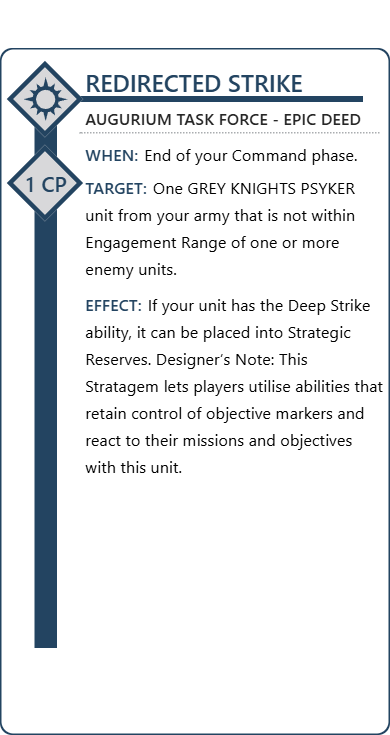 REDIRECTED STRIKE
AUGURIUM TASK FORCE - EPIC DEED
WHEN: End of your Command phase.
1 CP
TARGET: One GREY KNIGHTS PSYKER
unit from your army that is not within
Engagement Range of one or more
enemy units.
EFFECT: If your unit has the Deep Strike
ability, it can be placed into Strategic
Reserves. Designer's Note: This
Stratagem lets players utilise abilities that
retain control of objective markers and
react to their missions and objectives
with this unit.